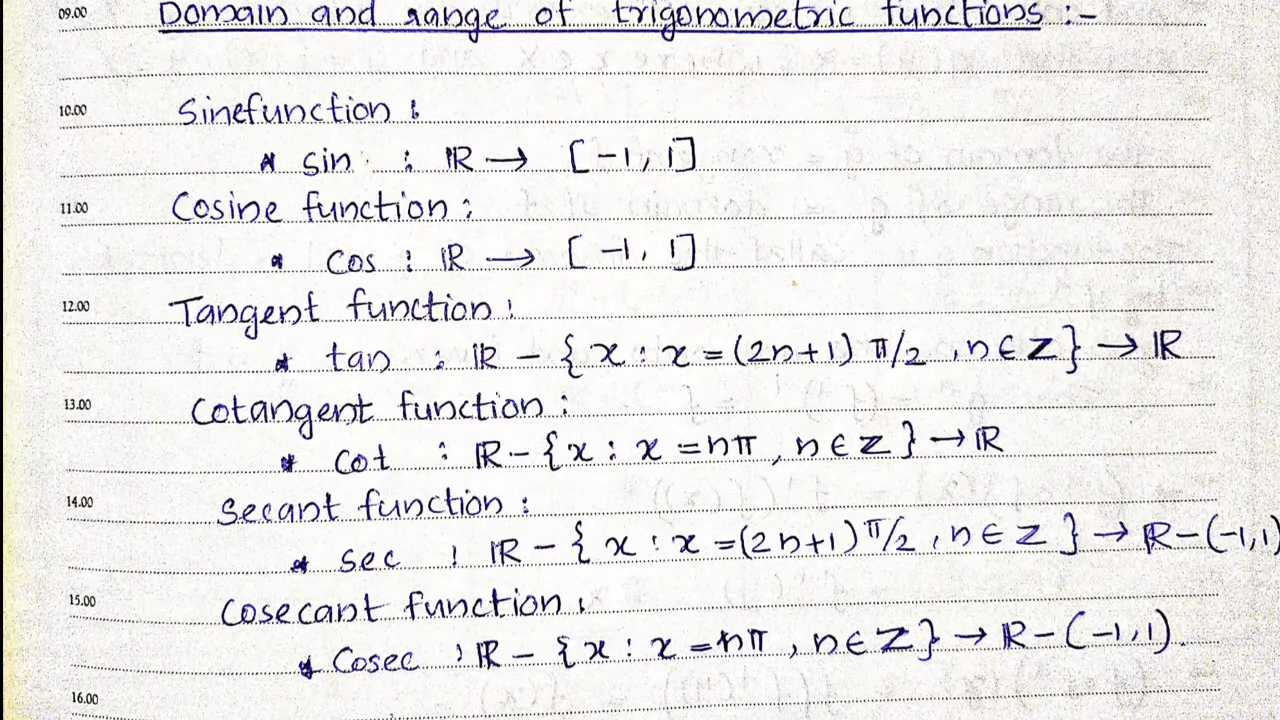 09.00 Domain and range of trigonometric functions :-
10.00 Sinefunction :
* sin : ℝ → [-1, 1]
11.00 Cosine function :
* cos : ℝ → [-1, 1]
12.00 Tangent function :
* tan : ℝ - { x : x = (2n+1) π/2 , n ∈ Z } → ℝ
13.00 Cotangent function :
* cot : ℝ - { x : x = nπ , n ∈ Z } → ℝ
14.00 Secant function :
* sec : ℝ - { x : x = (2n+1) π/2 , n ∈ Z } → ℝ - (-1, 1)
15.00 Cosecant function :
* Cosec : ℝ - { x : x = nπ , n ∈ Z } → ℝ - (-1, 1).
16.00